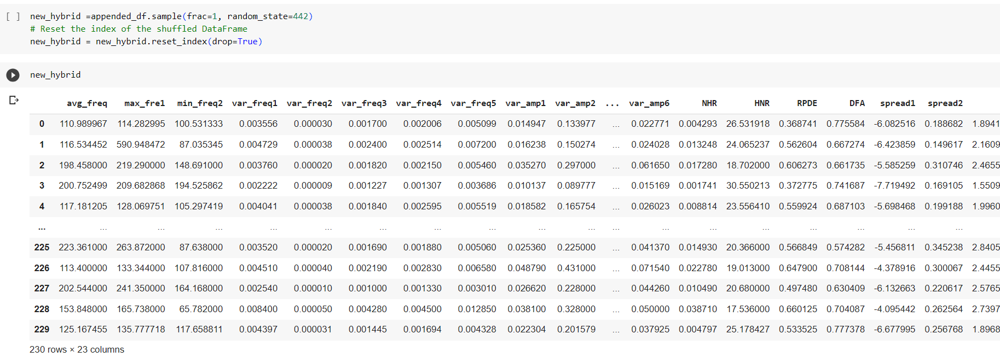 [ ] new_hybrid =appended_df.sample(frac=1, random_state=442)
# Reset the index of the shuffled DataFrame
new_hybrid = new_hybrid.reset_index(drop=True)
new_hybrid
avg_freq max_fre1 min_freq2 var_freq1 var_freq2 var_freq3 var_freq4 var_freq5 var_amp1 var_amp2 ... var_amp6 NHR HNR RPDE DFA spread1 spread2
0 110.989967 114.282995 100.531333 0.003556 0.000030 0.001700 0.002006 0.005099 0.014947 0.133977 ... 0.022771 0.004293 26.531918 0.368741 0.775584 -6.082516 0.188682 1.8941
1 116.534452 590.948472 87.035345 0.004729 0.000038 0.002400 0.002514 0.007200 0.016238 0.150274 ... 0.024028 0.013248 24.065237 0.562604 0.667274 -6.423859 0.149617 2.1609
2 198.458000 219.290000 148.691000 0.003760 0.000020 0.001820 0.002150 0.005460 0.035270 0.297000 ... 0.061650 0.017280 18.702000 0.606273 0.661735 -5.585259 0.310746 2.4655
3 200.752499 209.682868 194.525862 0.002222 0.000009 0.001227 0.001307 0.003686 0.010137 0.089777 ... 0.015169 0.001741 30.550213 0.372775 0.741687 -7.719492 0.169105 1.5509
4 117.181205 128.069751 105.297419 0.004041 0.000038 0.001840 0.002595 0.005519 0.018582 0.165754 ... 0.026023 0.008814 23.556410 0.559924 0.687103 -5.698468 0.199188 1.9960
... ... ... ... ... ... ... ... ... ... ... ... ... ... ... ... ... ... ...
225 223.361000 263.872000 87.638000 0.003520 0.000020 0.001690 0.001880 0.005060 0.025360 0.225000 ... 0.041370 0.014930 20.366000 0.566849 0.574282 -5.456811 0.345238 2.8405
226 113.400000 133.344000 107.816000 0.004510 0.000040 0.002190 0.002830 0.006580 0.048790 0.431000 ... 0.071540 0.022780 19.013000 0.647900 0.708144 -4.378916 0.300067 2.4455
227 202.544000 241.350000 164.168000 0.002540 0.000010 0.001000 0.001330 0.003010 0.026620 0.228000 ... 0.044260 0.010490 20.680000 0.497480 0.630409 -6.132663 0.220617 2.5765
228 153.848000 165.738000 65.782000 0.008400 0.000050 0.004280 0.004500 0.012850 0.038100 0.328000 ... 0.050000 0.038710 17.536000 0.660125 0.704087 -4.095442 0.262564 2.7397
229 125.167455 135.777718 117.658811 0.004397 0.000031 0.001445 0.001694 0.004328 0.022304 0.201579 ... 0.037925 0.004797 25.178427 0.533525 0.777378 -6.677995 0.256768 1.8968
230 rows × 23 columns